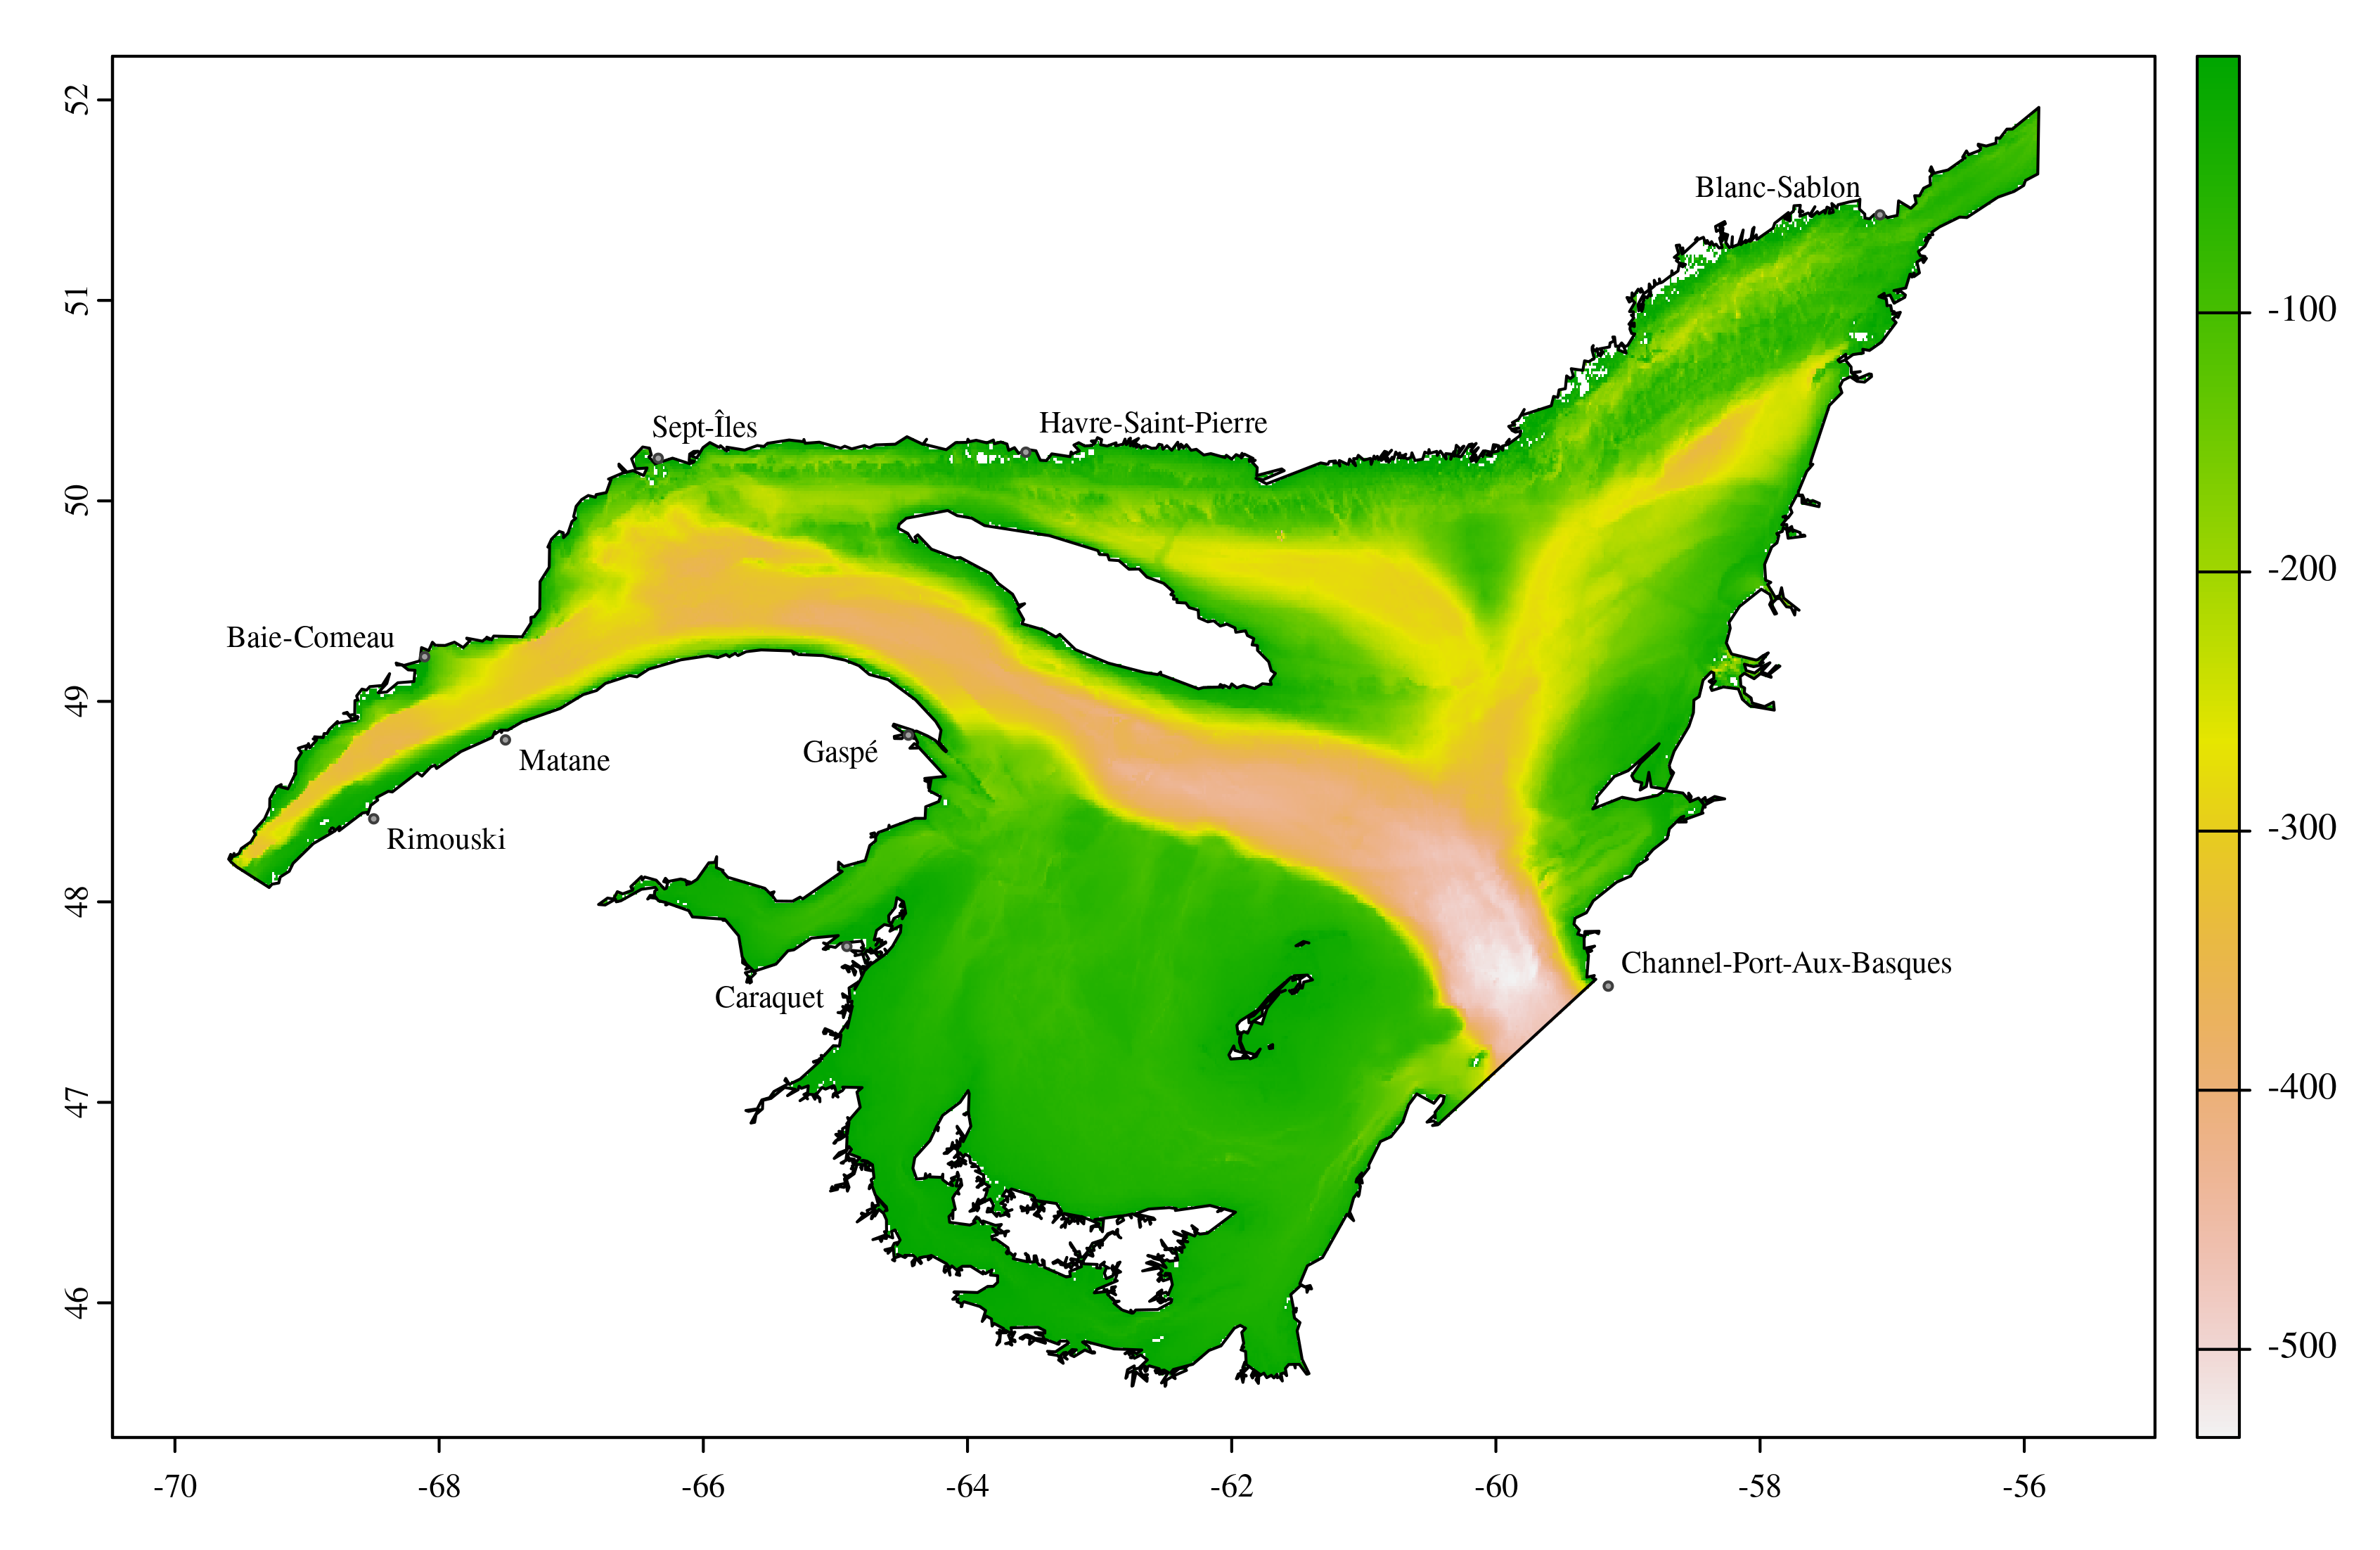 52
51
50
49
48
47
46
Blanc-Sablon
Sept-Îles
Havre-Saint-Pierre
Baie-Comeau
Matane
Gaspé
Rimouski
Channel-Port-Aux-Basques
Caraquet
-70
-68
-66
-64
-62
-60
-58
-56
-100
-200
-300
-400
-500